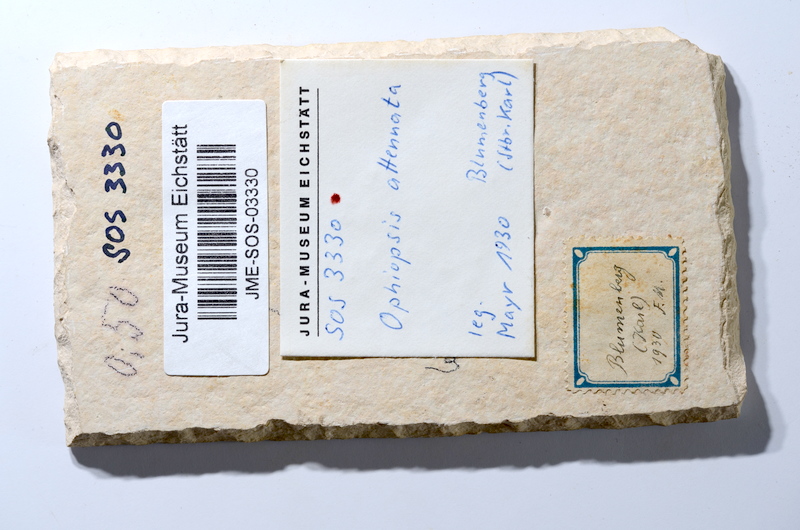 0,50
SOS 3330
Jura-Museum Eichstätt
JME-SOS-03330
JURA-MUSEUM EICHSTÄTT
SOS 3330
Ophiopsis attenuata
leg.
Mayr 1930 Blumenberg
(Stbr. Karl)
Blumenberg
(Karl)
1930 F.M.